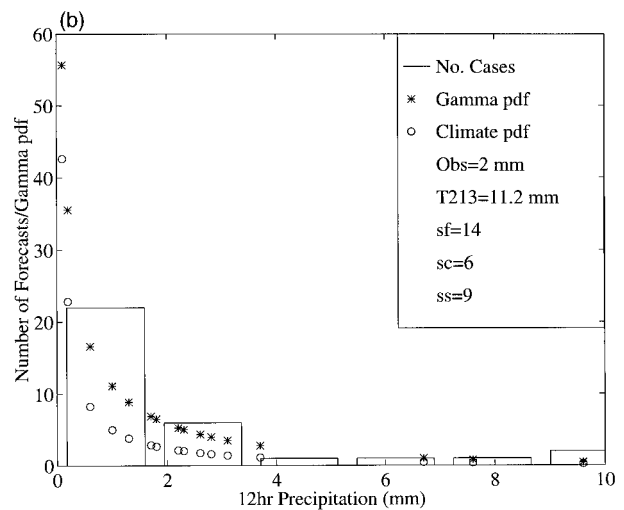 (b)
60
50
40
30
20
10
0
Number of Forecasts/Gamma pdf
No. Cases
Gamma pdf
Climate pdf
Obs=2 mm
T213=11.2 mm
sf=14
sc=6
ss=9
0
2
4
6
8
10
12hr Precipitation (mm)